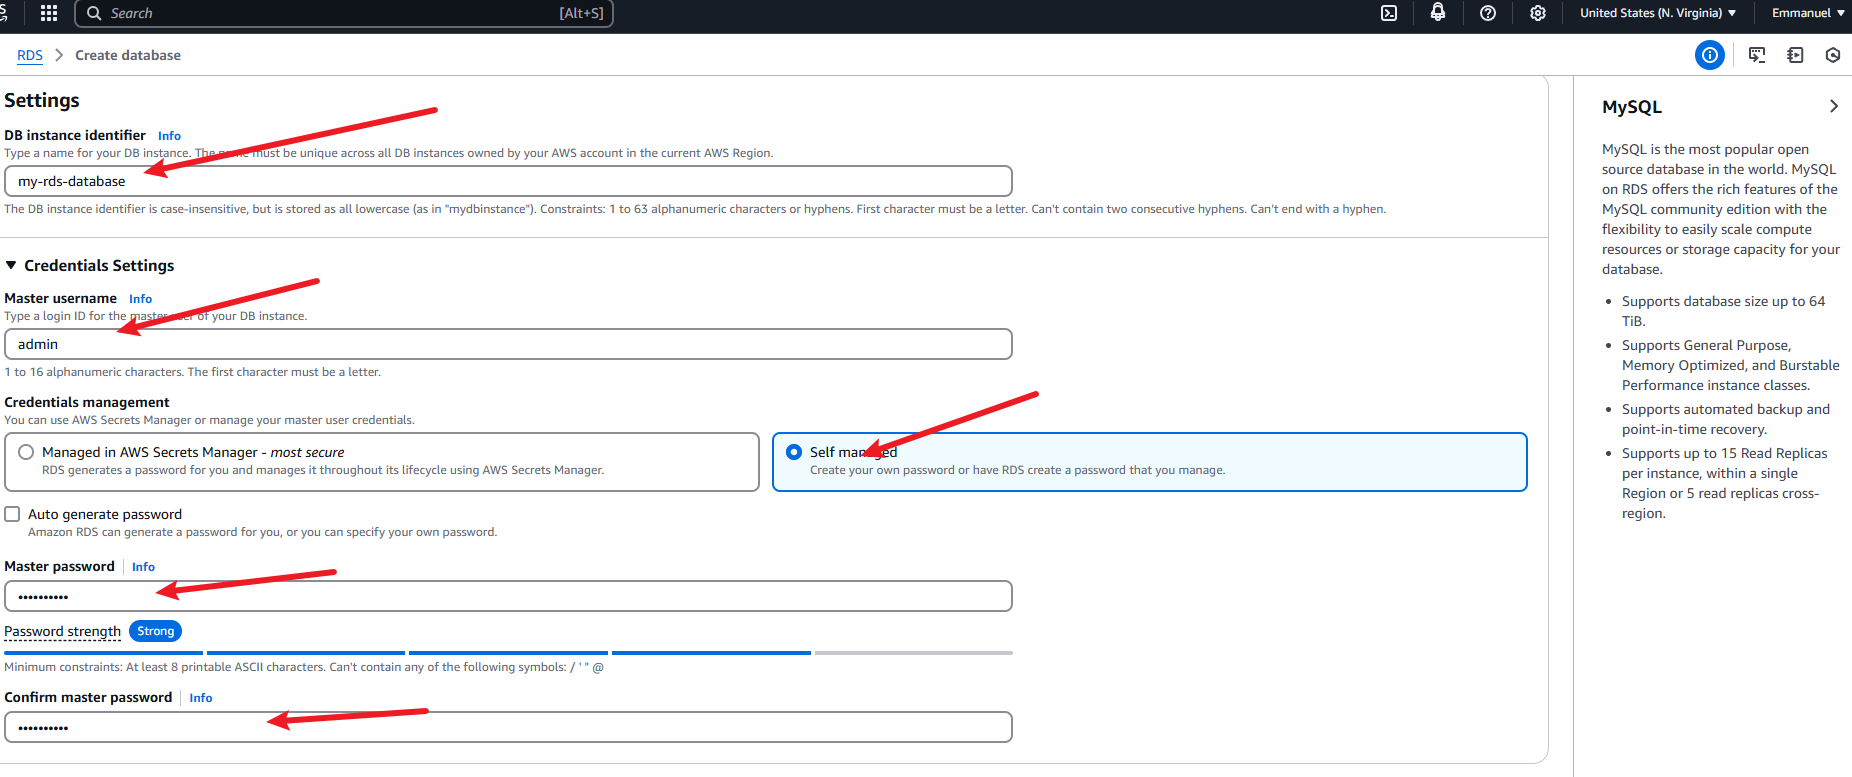 Search
[Alt+S]
United States (N. Virginia)
Emmanuel
RDS
Create database
Settings
DB instance identifier
Info
Type a name for your DB instance. The name must be unique across all DB instances owned by your AWS account in the current AWS Region.
my-rds-database
The DB instance identifier is case-insensitive, but is stored as all lowercase (as in "mydbinstance"). Constraints: 1 to 63 alphanumeric characters or hyphens. First character must be a letter. Can't contain two consecutive hyphens. Can't end with a hyphen.
Credentials Settings
Master username
Info
Type a login ID for the master user of your DB instance.
admin
1 to 16 alphanumeric characters. The first character must be a letter.
Credentials management
You can use AWS Secrets Manager or manage your master user credentials.
Managed in AWS Secrets Manager - most secure
RDS generates a password for you and manages it throughout its lifecycle using AWS Secrets Manager.
Self managed
Create your own password or have RDS create a password that you manage.
Auto generate password
Amazon RDS can generate a password for you, or you can specify your own password.
Master password
Info
••••••••••
Password strength
Strong
Minimum constraints: At least 8 printable ASCII characters. Can't contain any of the following symbols: / ' " @
Confirm master password
Info
••••••••••
MySQL
MySQL is the most popular open
source database in the world. MySQL
on RDS offers the rich features of the
MySQL community edition with the
flexibility to easily scale compute
resources or storage capacity for your
database.
• Supports database size up to 64
TiB.
• Supports General Purpose,
Memory Optimized, and Burstable
Performance instance classes.
• Supports automated backup and
point-in-time recovery.
• Supports up to 15 Read Replicas
per instance, within a single
Region or 5 read replicas cross-
region.